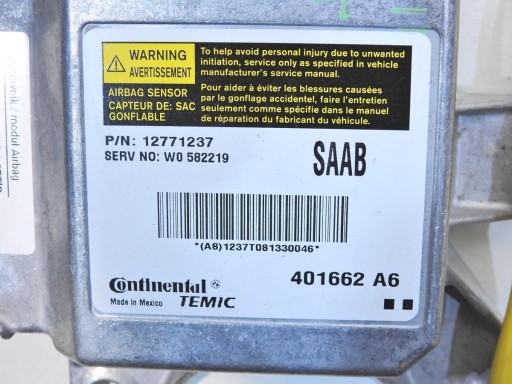 WARNING
AVERTISSEMENT
To help avoid personal injury due to unwanted
initiation, service only as specified in vehicle
manufacturer's service manual.
AIRBAG SENSOR
CAPTEUR DE: SAC
GONFLABLE
Pour aider à éviter les blessures causées
par le gonflage accidentel, faire l'entretien
seulement comme spécifié dans le manuel
de réparation du fabricant du véhicule.
P/N: 12771237
SERV NO: W0 582219
SAAB
*(A8)1237T081330046*
Continental
TEMIC
Made in Mexico
401662 A6
modul Airbag